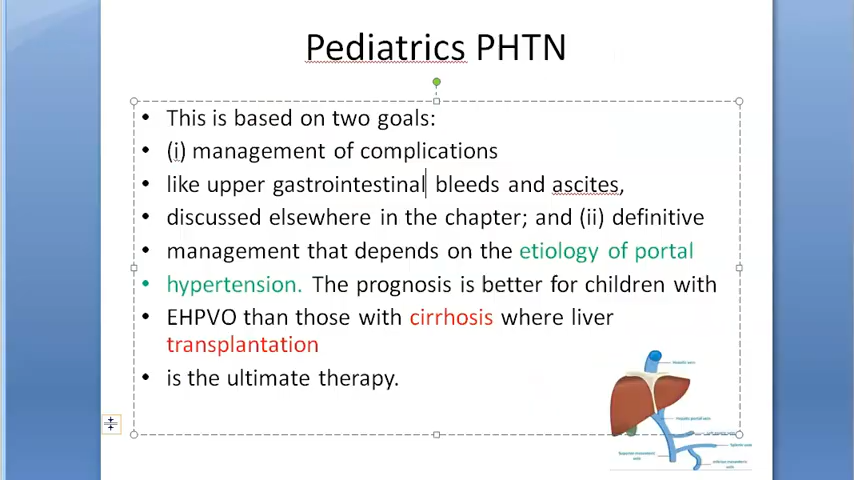 Pediatrics PHTN
• This is based on two goals:
• (i) management of complications
• like upper gastrointestinal bleeds and ascites,
• discussed elsewhere in the chapter; and (ii) definitive
• management that depends on the etiology of portal
• hypertension. The prognosis is better for children with
• EHPVO than those with cirrhosis where liver
transplantation
• is the ultimate therapy.